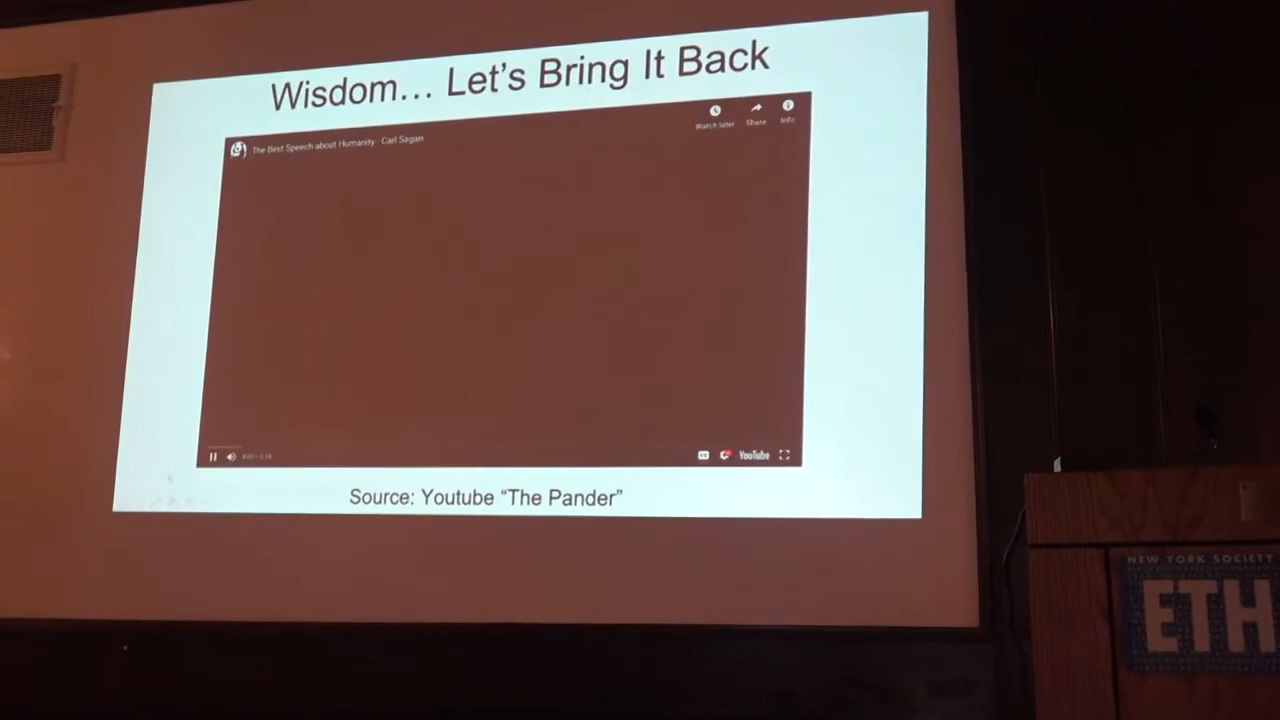 Wisdom… Let's Bring It Back
The Best Speech about Humanity · Carl Sagan
Watch later
Share
Info
YouTube
Source: Youtube “The Pander”
NEW YORK SOCIETY
ETH